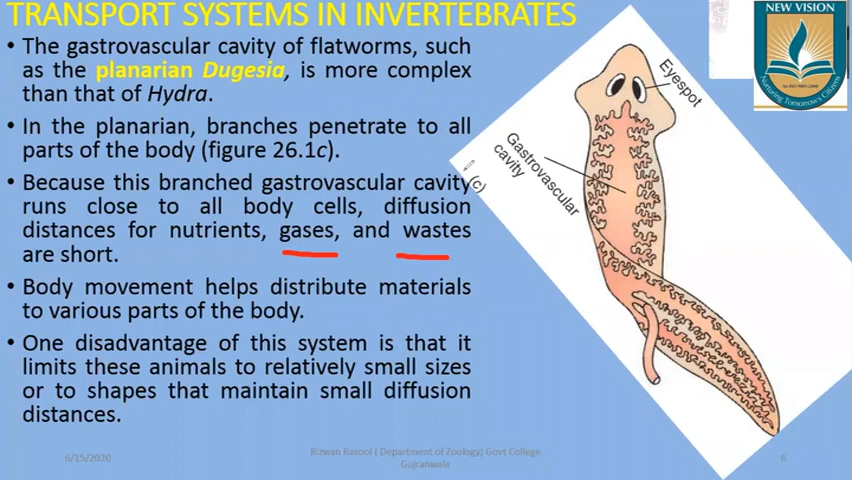 TRANSPORT SYSTEMS IN INVERTEBRATES
• The gastrovascular cavity of flatworms, such
as the planarian Dugesia, is more complex
than that of Hydra.
• In the planarian, branches penetrate to all
parts of the body (figure 26.1c).
• Because this branched gastrovascular cavity
runs close to all body cells, diffusion
distances for nutrients, gases, and wastes
are short.
• Body movement helps distribute materials
to various parts of the body.
• One disadvantage of this system is that it
limits these animals to relatively small sizes
or to shapes that maintain small diffusion
distances.
Eyespot
Gastrovascular
cavity
(c)
NEW VISION
An ISO 9001:2008
Nurturing Tomorrow's Citizens
6/15/2020
Rizwan Rasool ( Department of Zoology) Govt College
Gujranwala
6